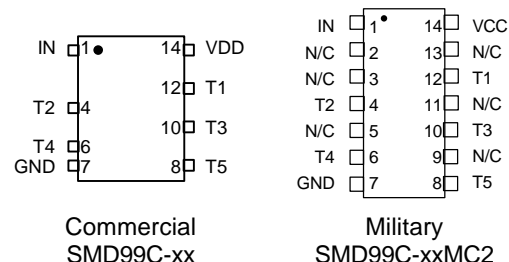 IN 1 14 VDD
12 T1
T2 4
10 T3
T4 6
GND 7 8 T5
Commercial
SMD99C-xx
IN 1 14 VCC
N/C 2 13 N/C
N/C 3 12 T1
T2 4 11 N/C
N/C 5 10 T3
T4 6 9 N/C
GND 7 8 T5
Military
SMD99C-xxMC2